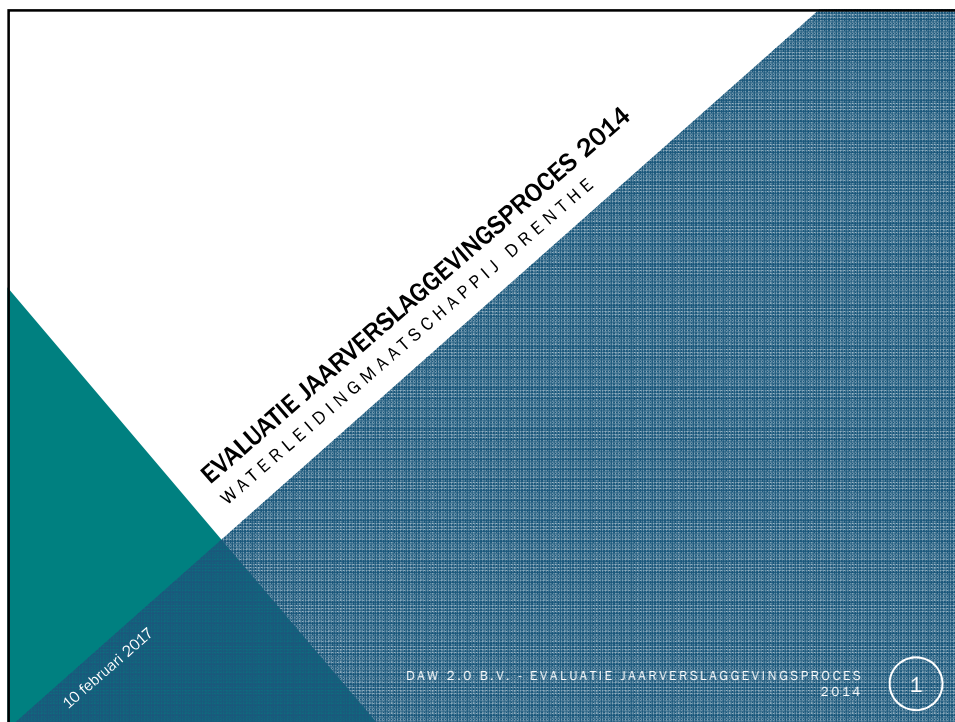 EVALUATIE JAARVERSLAGGEVINGSPROCES 2014
WATERLEIDINGMAATSCHAPPIJ DRENTHE
10 februari 2017
DAW 2.0 B.V. - EVALUATIE JAARVERSLAGGEVINGSPROCES
2014
1